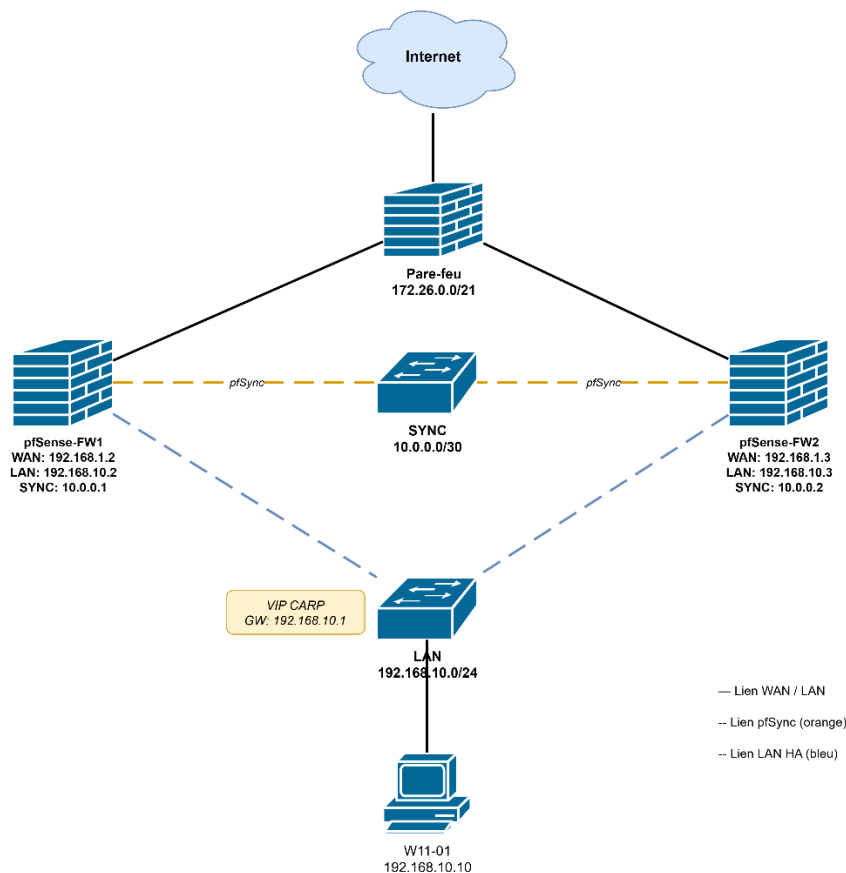 Internet
Pare-feu
172.26.0.0/21
pfSync
pfSync
SYNC
10.0.0.0/30
pfSense-FW1
WAN: 192.168.1.2
LAN: 192.168.10.2
SYNC: 10.0.0.1
pfSense-FW2
WAN: 192.168.1.3
LAN: 192.168.10.3
SYNC: 10.0.0.2
VIP CARP
GW: 192.168.10.1
LAN
192.168.10.0/24
— Lien WAN / LAN
-- Lien pfSync (orange)
-- Lien LAN HA (bleu)
W11-01
192.168.10.10